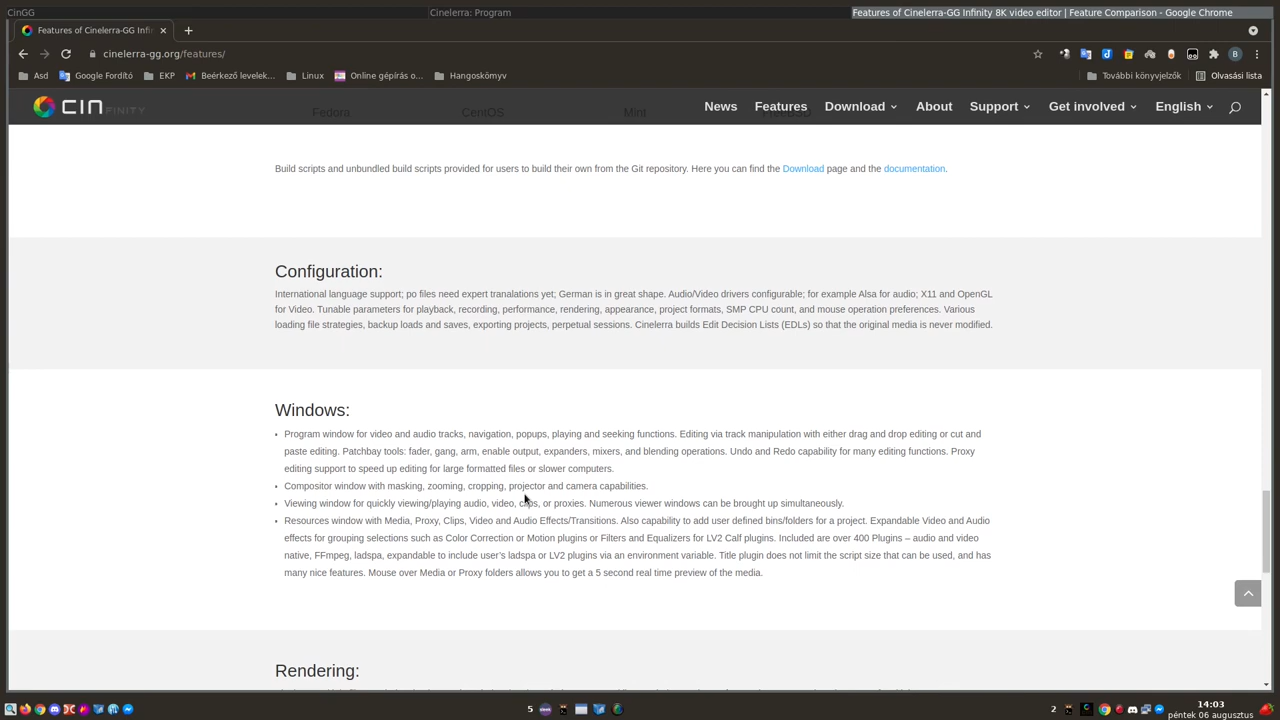 CinGG
Cinelerra: Program
Features of Cinelerra-GG Infinity 8K video editor | Feature Comparison - Google Chrome
Features of Cinelerra-GG Infin
cinelerra-gg.org/features/
B
Asd
Google Fordító
EKP
Beérkező levelek...
Linux
Online gépírás o...
Hangoskönyv
További könyvjelzők
Olvasási lista
CINFINITY
News
Features
Download
About
Support
Get involved
English
Fedora
CentOS
Mint
FreeBSD
Build scripts and unbundled build scripts provided for users to build their own from the Git repository. Here you can find the Download page and the documentation.
Configuration:
International language support; po files need expert tranalations yet; German is in great shape. Audio/Video drivers configurable; for example Alsa for audio; X11 and OpenGL
for Video. Tunable parameters for playback, recording, performance, rendering, appearance, project formats, SMP CPU count, and mouse operation preferences. Various
loading file strategies, backup loads and saves, exporting projects, perpetual sessions. Cinelerra builds Edit Decision Lists (EDLs) so that the original media is never modified.
Windows:
Program window for video and audio tracks, navigation, popups, playing and seeking functions. Editing via track manipulation with either drag and drop editing or cut and
paste editing. Patchbay tools: fader, gang, arm, enable output, expanders, mixers, and blending operations. Undo and Redo capability for many editing functions. Proxy
editing support to speed up editing for large formatted files or slower computers.
Compositor window with masking, zooming, cropping, projector and camera capabilities.
Viewing window for quickly viewing/playing audio, video, clips, or proxies. Numerous viewer windows can be brought up simultaneously.
Resources window with Media, Proxy, Clips, Video and Audio Effects/Transitions. Also capability to add user defined bins/folders for a project. Expandable Video and Audio
effects for grouping selections such as Color Correction or Motion plugins or Filters and Equalizers for LV2 Calf plugins. Included are over 400 Plugins – audio and video
native, FFmpeg, ladspa, expandable to include user's ladspa or LV2 plugins via an environment variable. Title plugin does not limit the script size that can be used, and has
many nice features. Mouse over Media or Proxy folders allows you to get a 5 second real time preview of the media.
Rendering:
5
2
14:03
péntek 06 augusztus